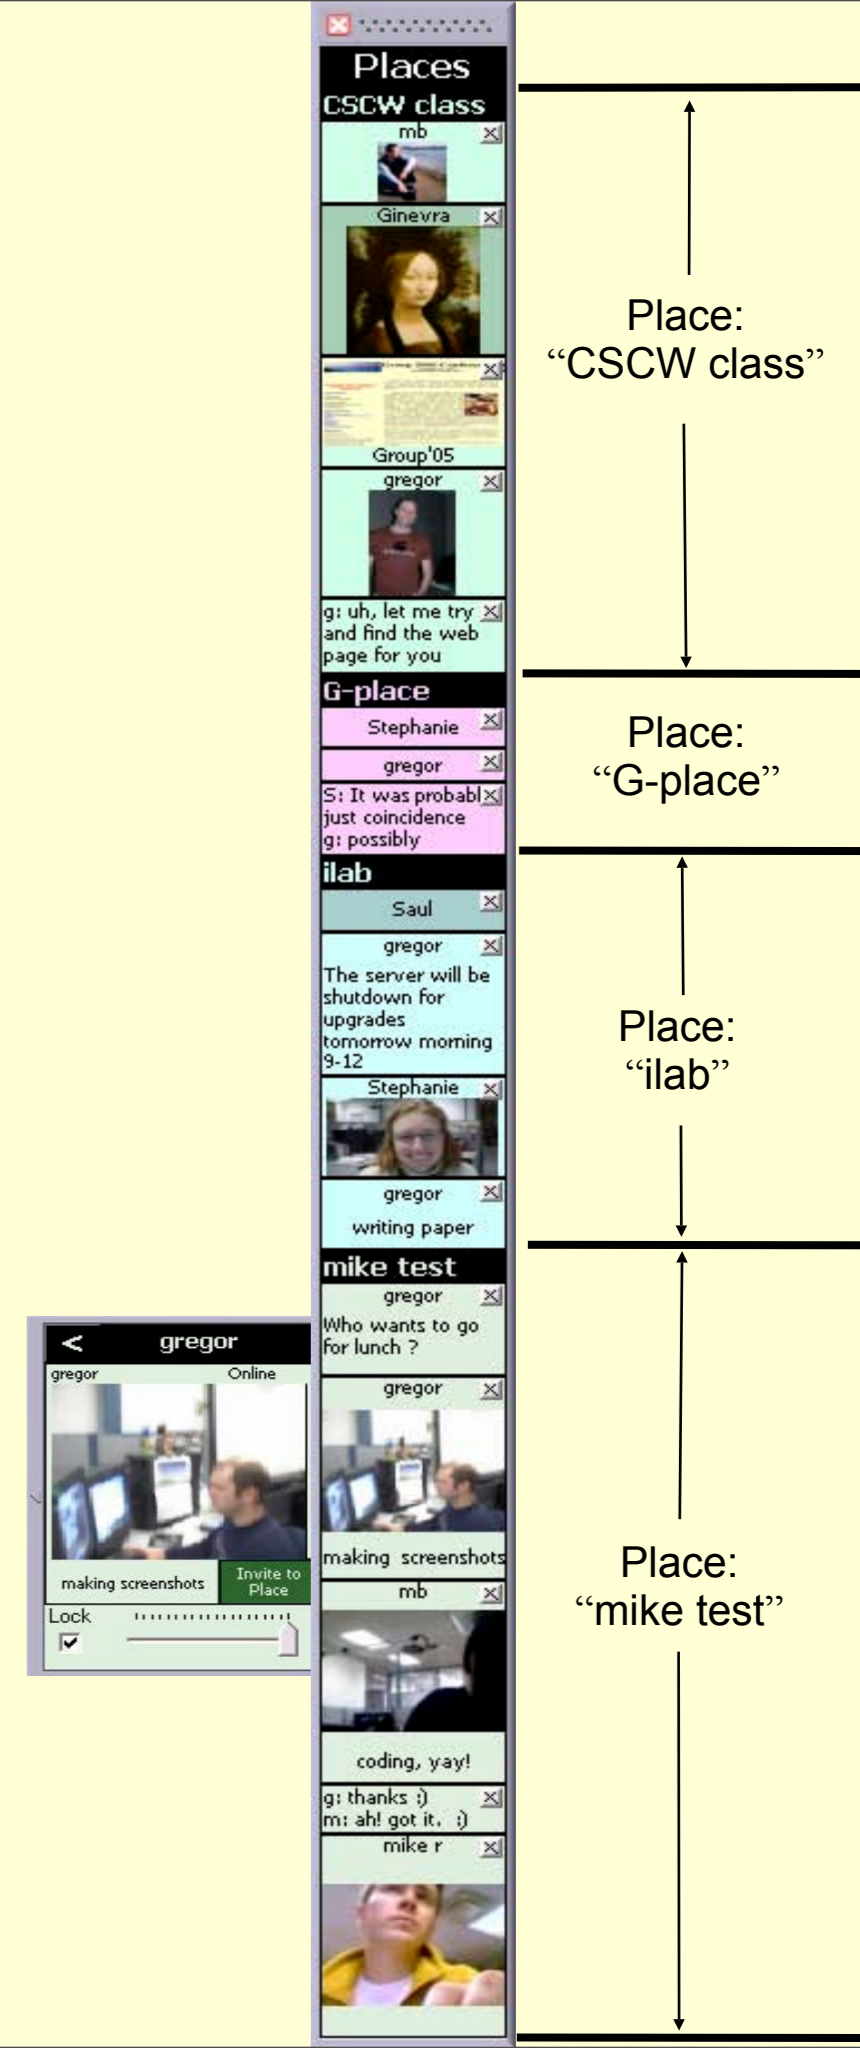 Places
CSCW class
mb
Ginevra
Group'05
gregor
g: uh, let me try
and find the web
page for you
G-place
Stephanie
gregor
S: It was probabl
just coincidence
g: possibly
ilab
Saul
gregor
The server will be
shutdown for
upgrades
tomorrow morning
9-12
Stephanie
gregor
writing paper
mike test
gregor
Who wants to go
for lunch ?
gregor
making screenshots
mb
coding, yay!
g: thanks :)
m: ah! got it. :)
mike r
< gregor
gregor Online
making screenshots
Invite to
Place
Lock
Place:
“CSCW class”
Place:
“G-place”
Place:
“ilab”
Place:
“mike test”